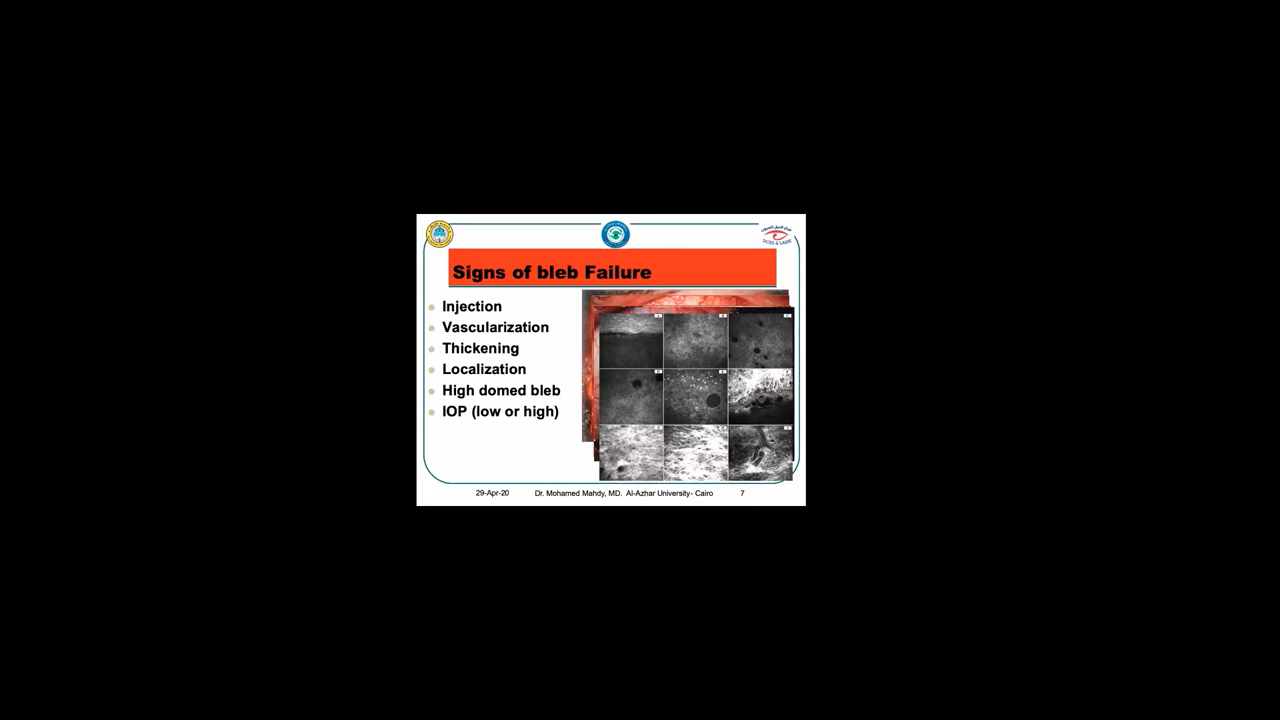 Signs of bleb Failure
Injection
Vascularization
Thickening
Localization
High domed bleb
IOP (low or high)
29-Apr-20
Dr. Mohamed Mahdy, MD. Al-Azhar University- Cairo
7